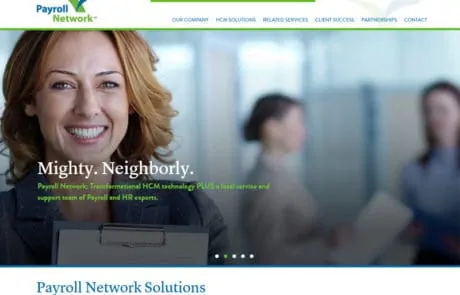 Payroll
Network
OUR COMPANY HCM SOLUTIONS RELATED SERVICES CLIENT SUCCESS PARTNERSHIPS CONTACT
Mighty. Neighborly.
Payroll Network: Transformational HCM technology PLUS a local service and
support team of Payroll and HR experts.
Payroll Network Solutions